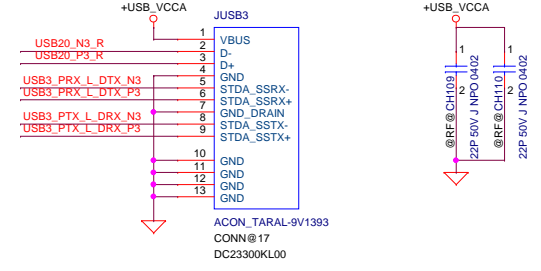 +USB_VCCA
JUSB3
1 VBUS
USB20_N3_R 2 D-
USB20_P3_R 3 D+
4 GND
USB3_PRX_L_DTX_N3 5 STDA_SSRX-
USB3_PRX_L_DTX_P3 6 STDA_SSRX+
7 GND_DRAIN
USB3_PTX_L_DRX_N3 8 STDA_SSTX-
USB3_PTX_L_DRX_P3 9 STDA_SSTX+
10 GND
11 GND
12 GND
13 GND
ACON_TARAL-9V1393
CONN@17
DC23300KL00
+USB_VCCA
1
2
@RF@CH109
22P 50V J NPO 0402
1
2
@RF@CH110
22P 50V J NPO 0402